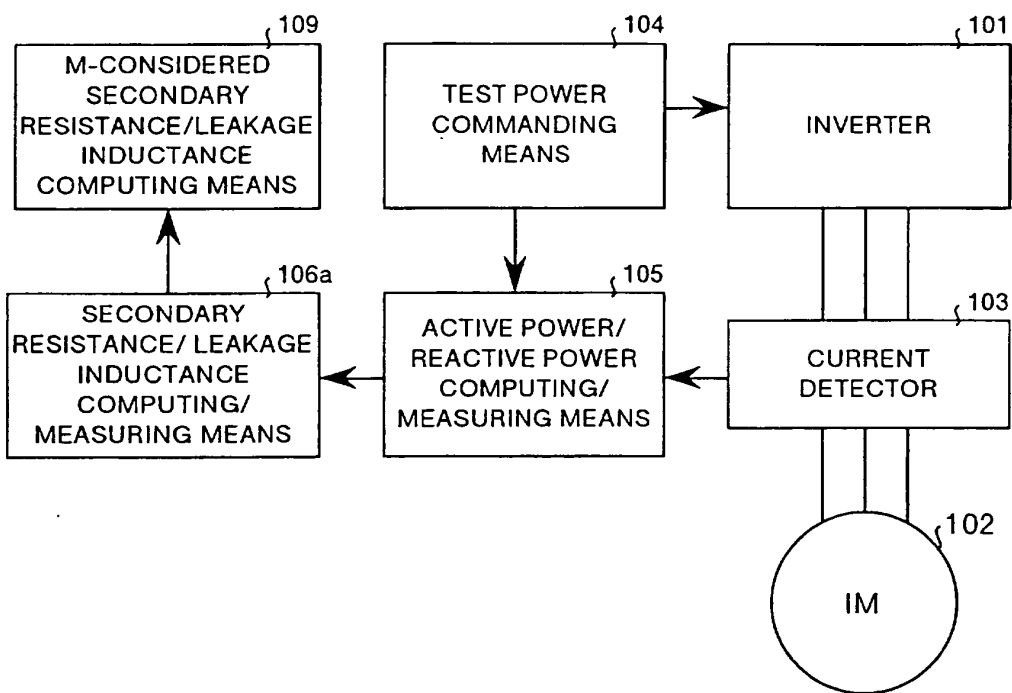 109
M-CONSIDERED
SECONDARY
RESISTANCE/LEAKAGE
INDUCTANCE
COMPUTING MEANS
104
TEST POWER
COMMANDING
MEANS
101
INVERTER
106a
SECONDARY
RESISTANCE/ LEAKAGE
INDUCTANCE
COMPUTING/
MEASURING MEANS
105
ACTIVE POWER/
REACTIVE POWER
COMPUTING/
MEASURING MEANS
103
CURRENT
DETECTOR
102
IM